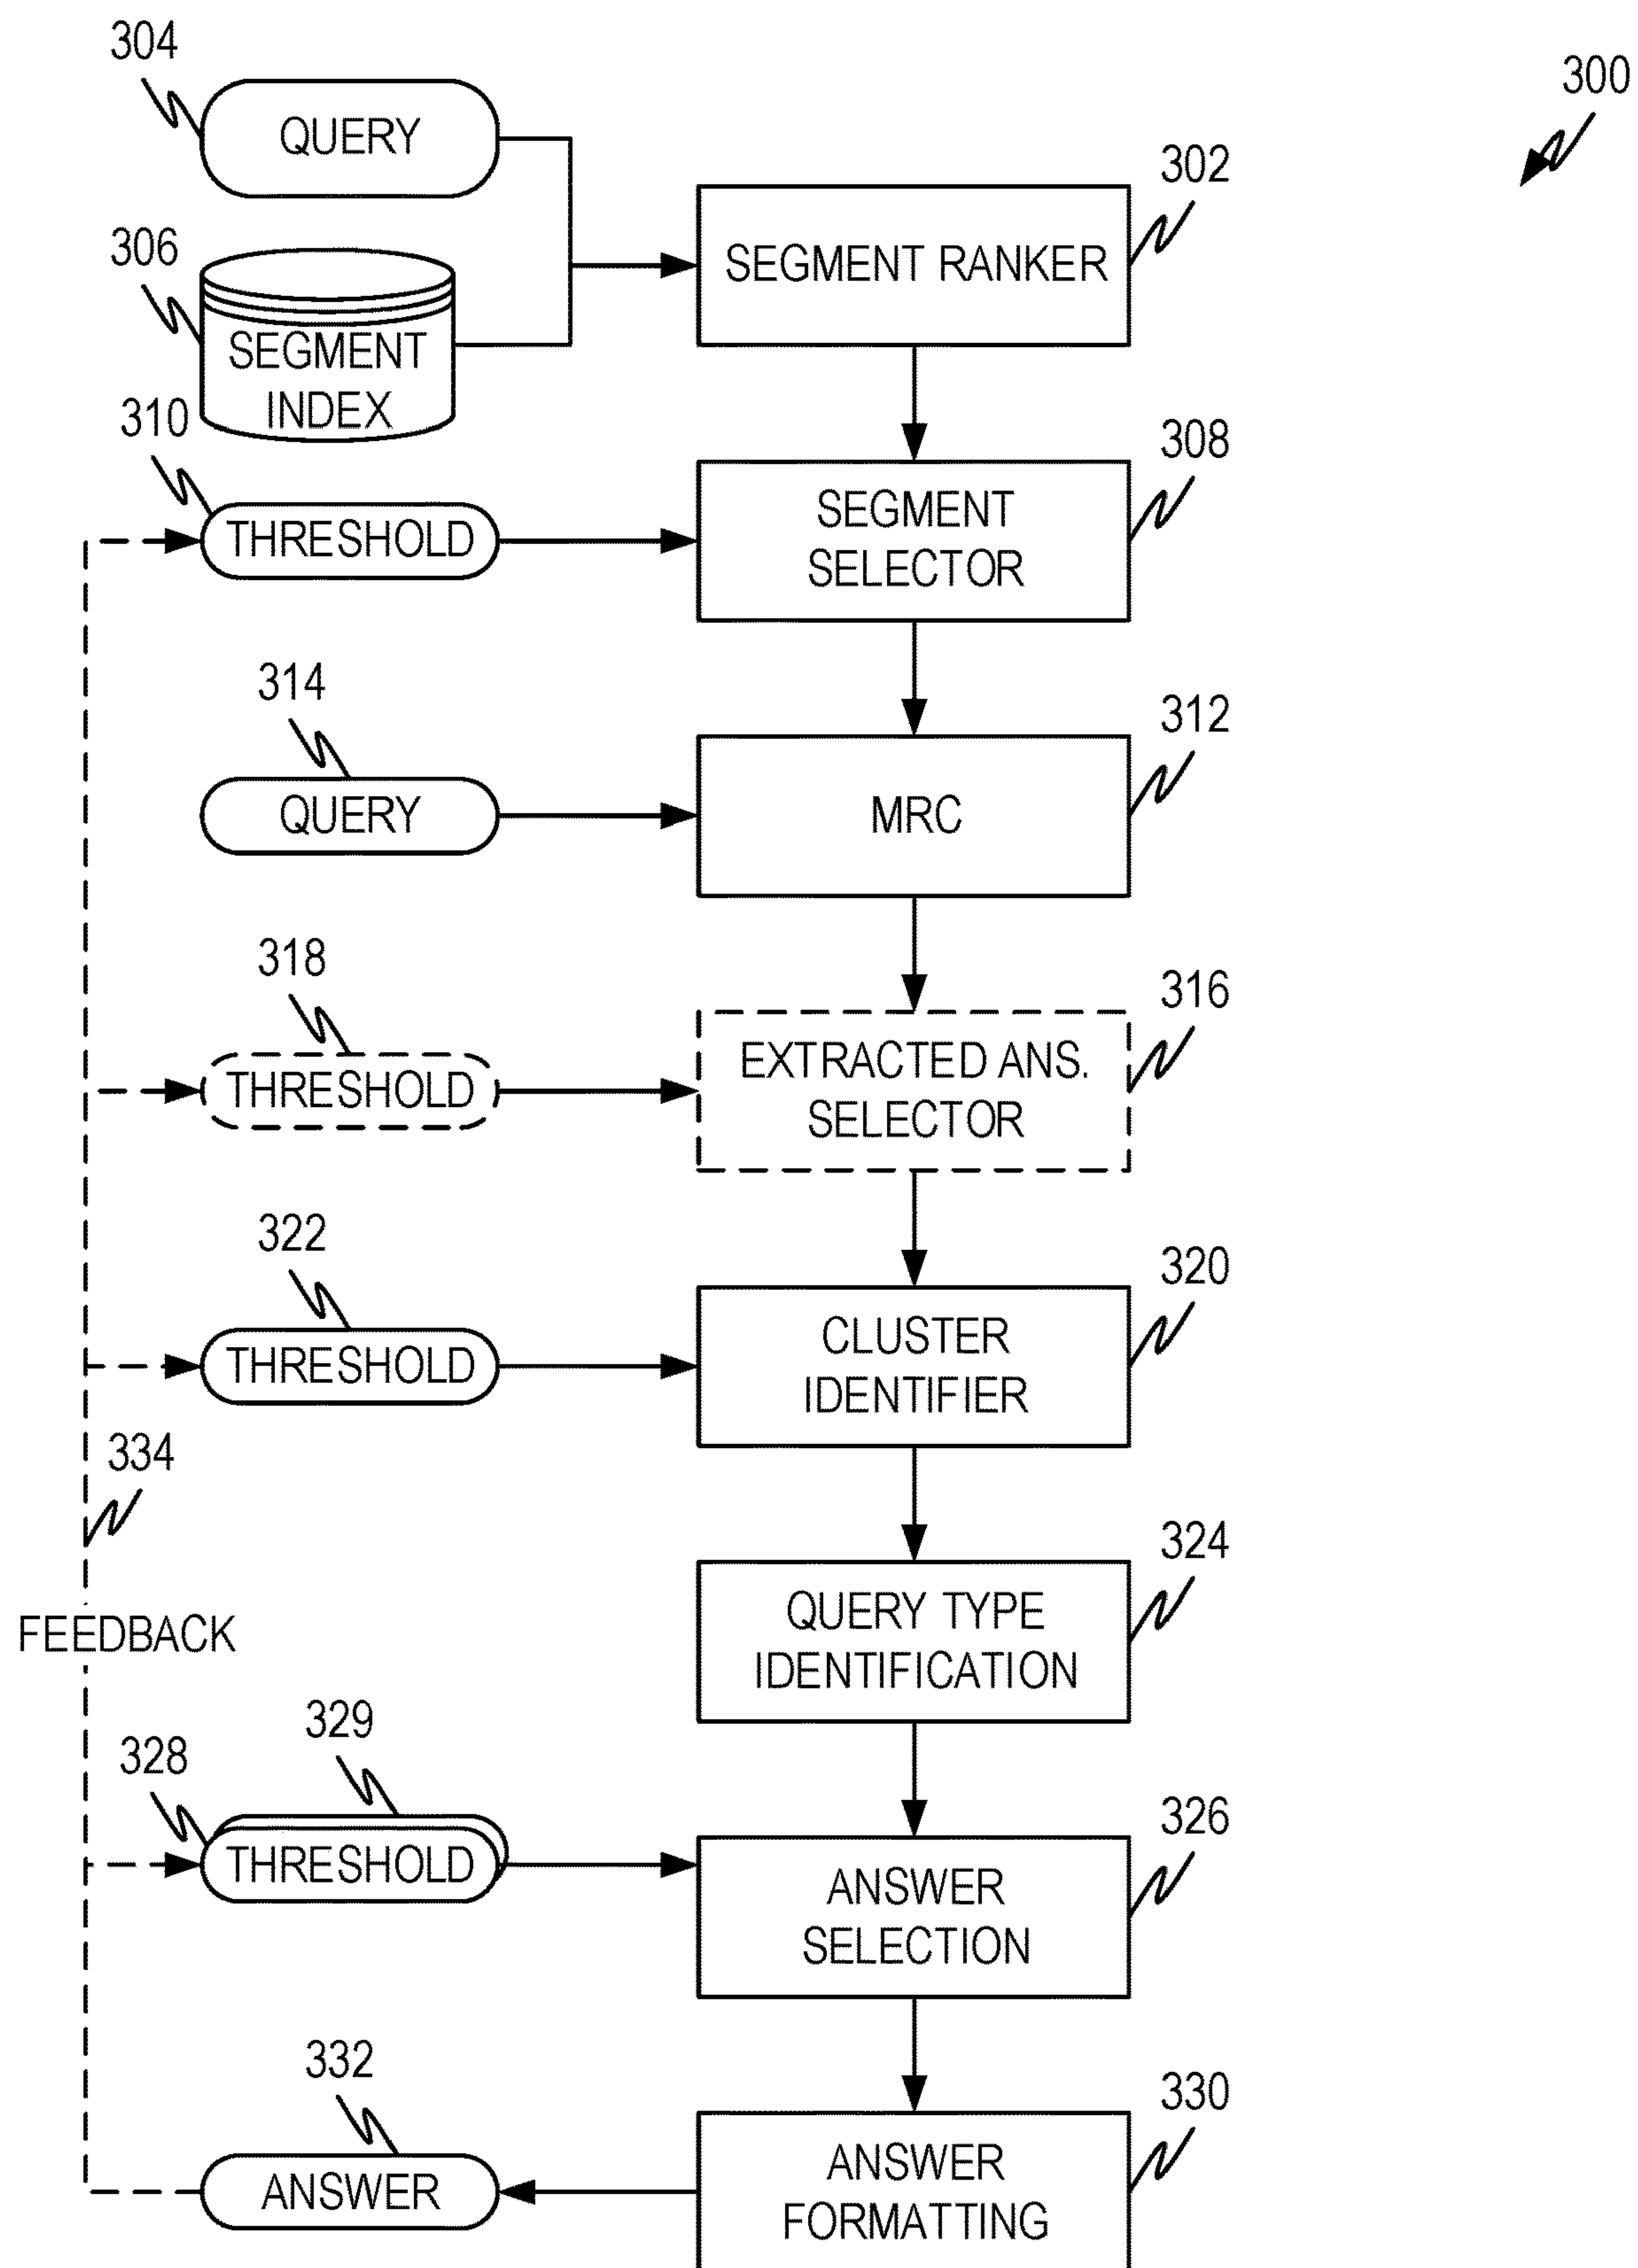 304
300
QUERY
302
306
SEGMENT RANKER
SEGMENT
INDEX
310
308
THRESHOLD
SEGMENT
SELECTOR
314
312
QUERY
MRC
318
316
THRESHOLD
EXTRACTED ANS.
SELECTOR
322
320
THRESHOLD
CLUSTER
IDENTIFIER
334
324
FEEDBACK
QUERY TYPE
IDENTIFICATION
329
328
326
THRESHOLD
ANSWER
SELECTION
332
330
ANSWER
ANSWER
FORMATTING